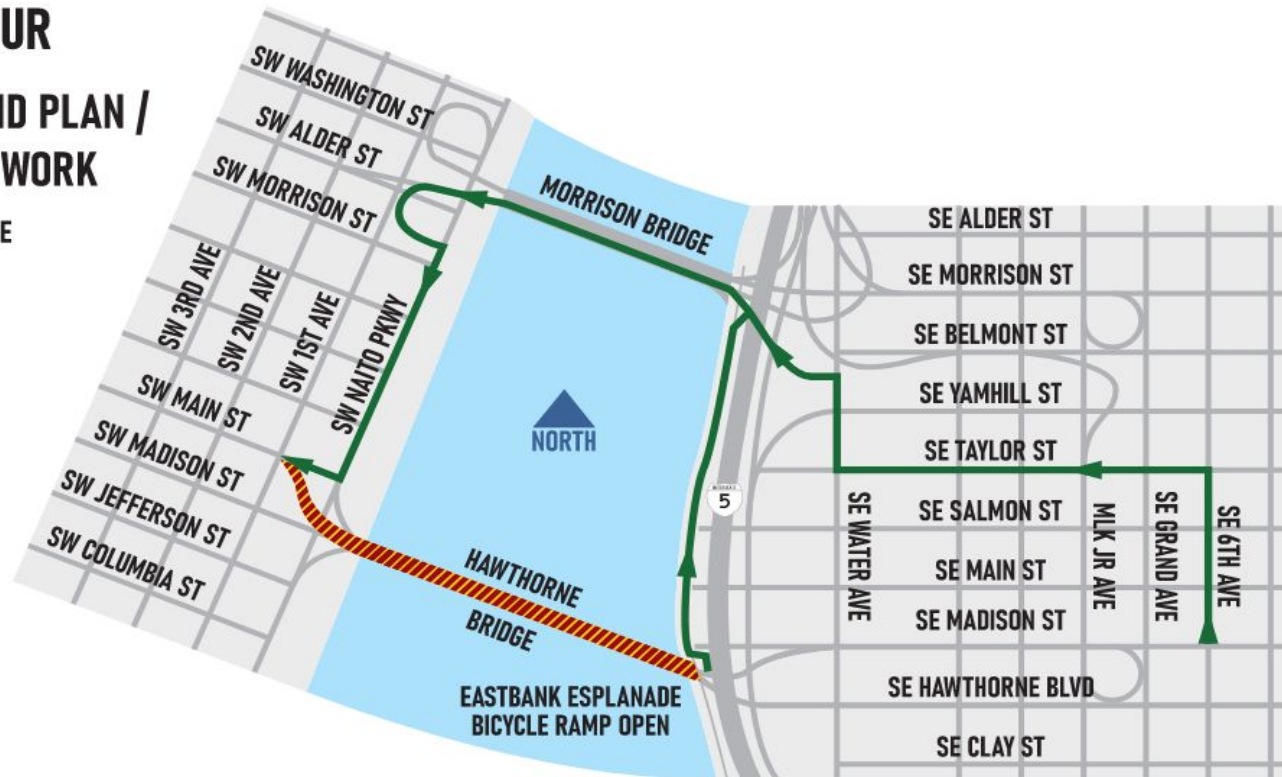 UR
ND PLAN /
WORK
E
SW WASHINGTON ST
SW ALDER ST
SW MORRISON ST
SW 3RD AVE
SW 2ND AVE
SW 1ST AVE
SW NAITO PKWY
SW MAIN ST
SW MADISON ST
SW JEFFERSON ST
SW COLUMBIA ST
MORRISON BRIDGE
NORTH
HAWTHORNE
BRIDGE
EASTBANK ESPLANADE
BICYCLE RAMP OPEN
5
SE ALDER ST
SE MORRISON ST
SE BELMONT ST
SE YAMHILL ST
SE TAYLOR ST
SE SALMON ST
SE MAIN ST
SE MADISON ST
SE HAWTHORNE BLVD
SE CLAY ST
SE WATER AVE
MLK JR AVE
SE GRAND AVE
SE 6TH AVE